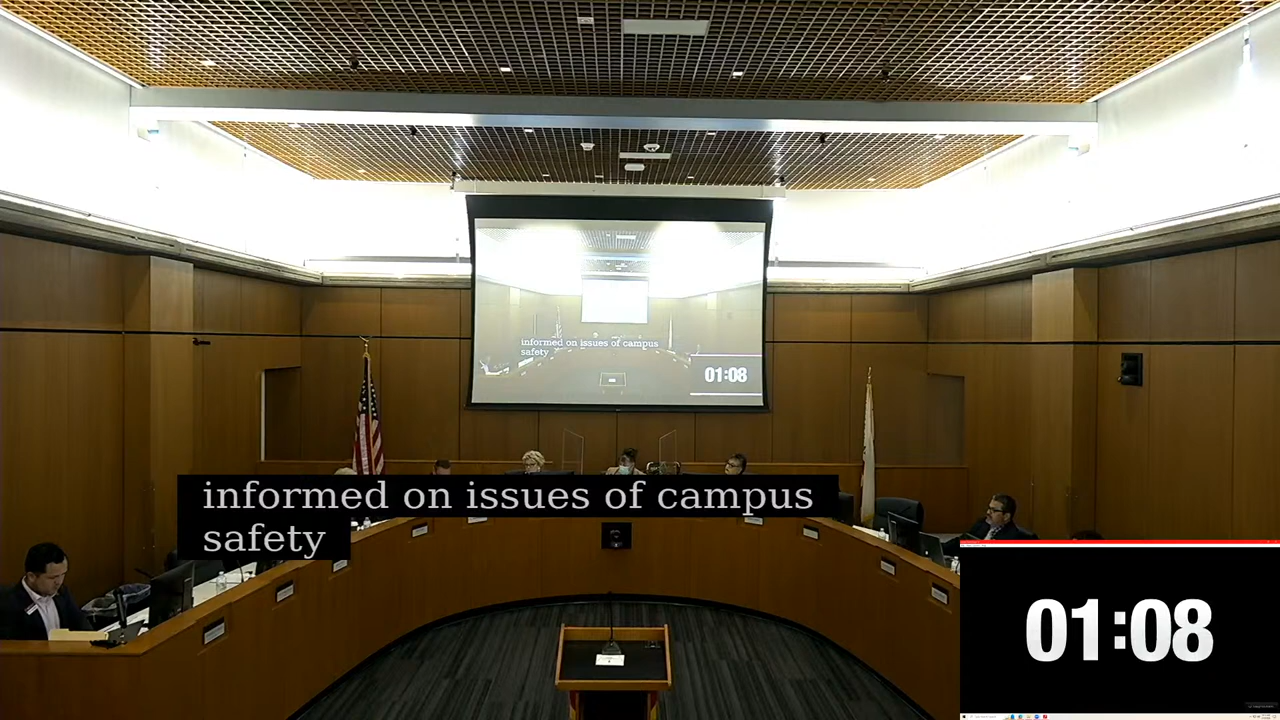 informed on issues of campus
safety
01:08
informed on issues of campus
safety
01:08